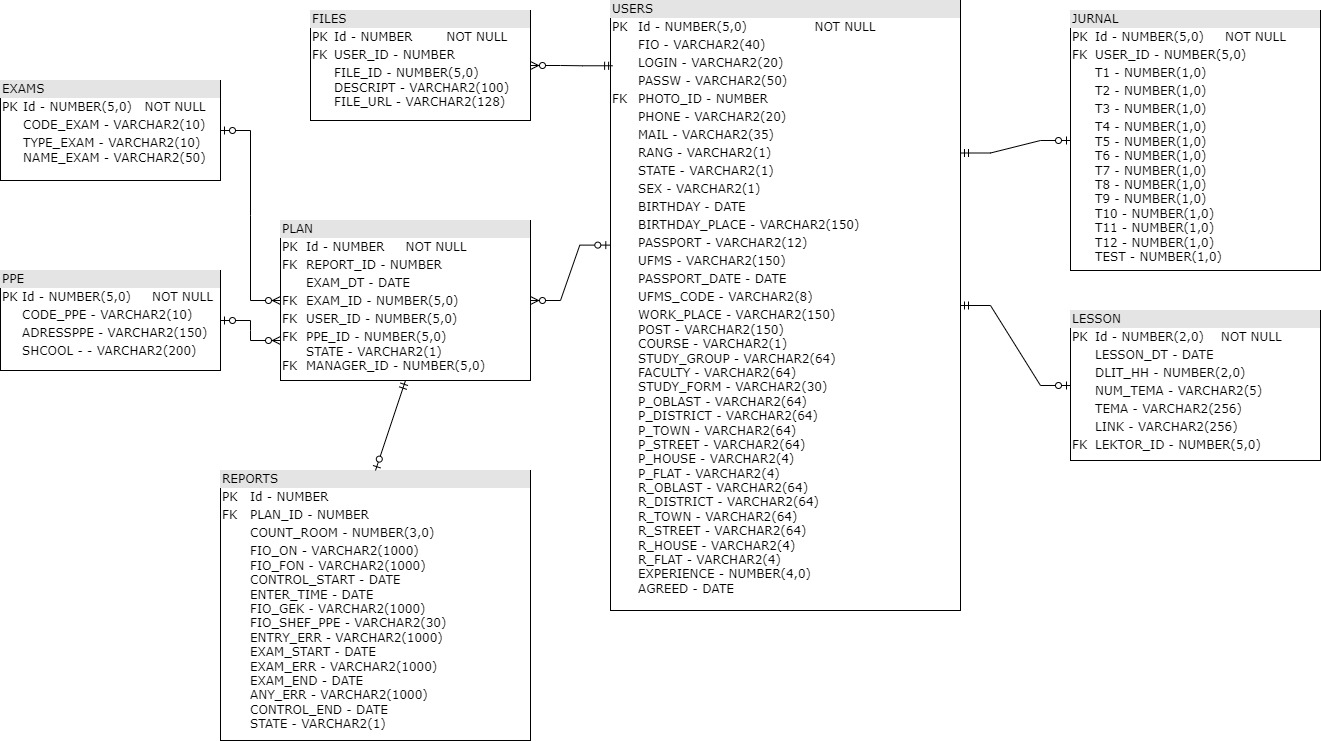 FILES
PK Id - NUMBER NOT NULL
FK USER_ID - NUMBER
FILE_ID - NUMBER(5,0)
DESCRIPT - VARCHAR2(100)
FILE_URL - VARCHAR2(128)
USERS
PK Id - NUMBER(5,0) NOT NULL
FIO - VARCHAR2(40)
LOGIN - VARCHAR2(20)
PASSW - VARCHAR2(50)
FK PHOTO_ID - NUMBER
PHONE - VARCHAR2(20)
MAIL - VARCHAR2(35)
RANG - VARCHAR2(1)
STATE - VARCHAR2(1)
SEX - VARCHAR2(1)
BIRTHDAY - DATE
BIRTHDAY_PLACE - VARCHAR2(150)
PASSPORT - VARCHAR2(12)
UFMS - VARCHAR2(150)
PASSPORT_DATE - DATE
UFMS_CODE - VARCHAR2(8)
WORK_PLACE - VARCHAR2(150)
POST - VARCHAR2(150)
COURSE - VARCHAR2(1)
STUDY_GROUP - VARCHAR2(64)
FACULTY - VARCHAR2(64)
STUDY_FORM - VARCHAR2(30)
P_OBLAST - VARCHAR2(64)
P_DISTRICT - VARCHAR2(64)
P_TOWN - VARCHAR2(64)
P_STREET - VARCHAR2(64)
P_HOUSE - VARCHAR2(4)
P_FLAT - VARCHAR2(4)
R_OBLAST - VARCHAR2(64)
R_DISTRICT - VARCHAR2(64)
R_TOWN - VARCHAR2(64)
R_STREET - VARCHAR2(64)
R_HOUSE - VARCHAR2(4)
R_FLAT - VARCHAR2(4)
EXPERIENCE - NUMBER(4,0)
AGREED - DATE
JURNAL
PK Id - NUMBER(5,0) NOT NULL
FK USER_ID - NUMBER(5,0)
T1 - NUMBER(1,0)
T2 - NUMBER(1,0)
T3 - NUMBER(1,0)
T4 - NUMBER(1,0)
T5 - NUMBER(1,0)
T6 - NUMBER(1,0)
T7 - NUMBER(1,0)
T8 - NUMBER(1,0)
T9 - NUMBER(1,0)
T10 - NUMBER(1,0)
T11 - NUMBER(1,0)
T12 - NUMBER(1,0)
TEST - NUMBER(1,0)
EXAMS
PK Id - NUMBER(5,0) NOT NULL
CODE_EXAM - VARCHAR2(10)
TYPE_EXAM - VARCHAR2(10)
NAME_EXAM - VARCHAR2(50)
PLAN
PK Id - NUMBER NOT NULL
FK REPORT_ID - NUMBER
EXAM_DT - DATE
FK EXAM_ID - NUMBER(5,0)
FK USER_ID - NUMBER(5,0)
FK PPE_ID - NUMBER(5,0)
STATE - VARCHAR2(1)
FK MANAGER_ID - NUMBER(5,0)
PPE
PK Id - NUMBER(5,0) NOT NULL
CODE_PPE - VARCHAR2(10)
ADRESSPPE - VARCHAR2(150)
SHCOOL - - VARCHAR2(200)
LESSON
PK Id - NUMBER(2,0) NOT NULL
LESSON_DT - DATE
DLIT_HH - NUMBER(2,0)
NUM_TEMA - VARCHAR2(5)
TEMA - VARCHAR2(256)
LINK - VARCHAR2(256)
FK LEKTOR_ID - NUMBER(5,0)
REPORTS
PK Id - NUMBER
FK PLAN_ID - NUMBER
COUNT_ROOM - NUMBER(3,0)
FIO_ON - VARCHAR2(1000)
FIO_FON - VARCHAR2(1000)
CONTROL_START - DATE
ENTER_TIME - DATE
FIO_GEK - VARCHAR2(1000)
FIO_SHEF_PPE - VARCHAR2(30)
ENTRY_ERR - VARCHAR2(1000)
EXAM_START - DATE
EXAM_ERR - VARCHAR2(1000)
EXAM_END - DATE
ANY_ERR - VARCHAR2(1000)
CONTROL_END - DATE
STATE - VARCHAR2(1)